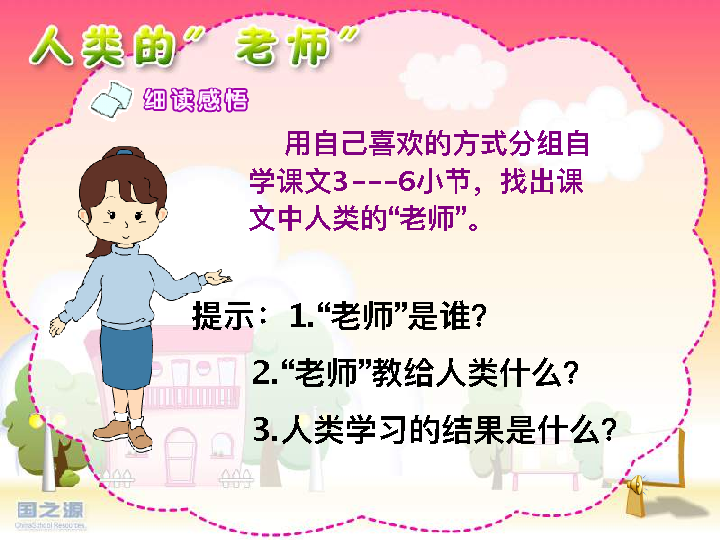 人类的”老师”
细读感悟
用自己喜欢的方式分组自
学课文3---6小节，找出课
文中人类的“老师”。
提示：1.“老师”是谁？
2.“老师”教给人类什么？
3.人类学习的结果是什么？
国之源